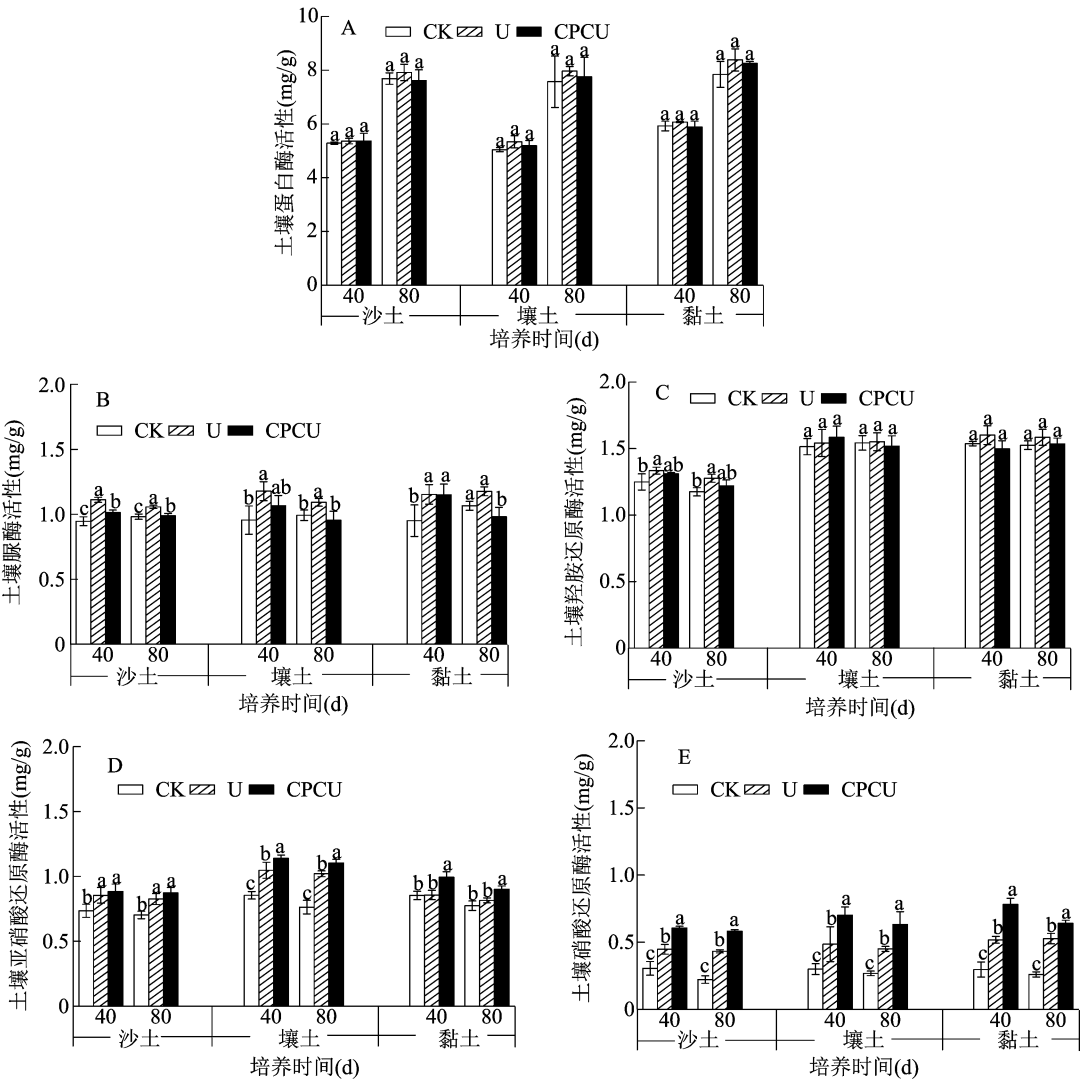 A
CK U CPCU
土壤蛋白酶活性(mg/g)
10
8
6
4
2
0
a a a a a a a a a a a a a a a a a a
40 80 40 80 40 80
沙土 壤土 黏土
培养时间(d)
B
CK U CPCU
土壤脲酶活性(mg/g)
2.0
1.5
1.0
0.5
0
c a b b a b b a ab b a b b a a a a b
40 80 40 80 40 80
沙土 壤土 黏土
培养时间(d)
C
CK U CPCU
土壤羟胺还原酶活性(mg/g)
2.0
1.5
1.0
0.5
0
b a ab b a ab a a a a a a a a a a a a
40 80 40 80 40 80
沙土 壤土 黏土
培养时间(d)
D
CK U CPCU
土壤亚硝酸还原酶活性(mg/g)
2.0
1.5
1.0
0.5
0
b a a b a a c b a c b a b b a b b a
40 80 40 80 40 80
沙土 壤土 黏土
培养时间(d)
E
CK U CPCU
土壤硝酸还原酶活性(mg/g)
2.0
1.5
1.0
0.5
0
c b a c b a c b a c b a c b a c b a
40 80 40 80 40 80
沙土 壤土 黏土
培养时间(d)